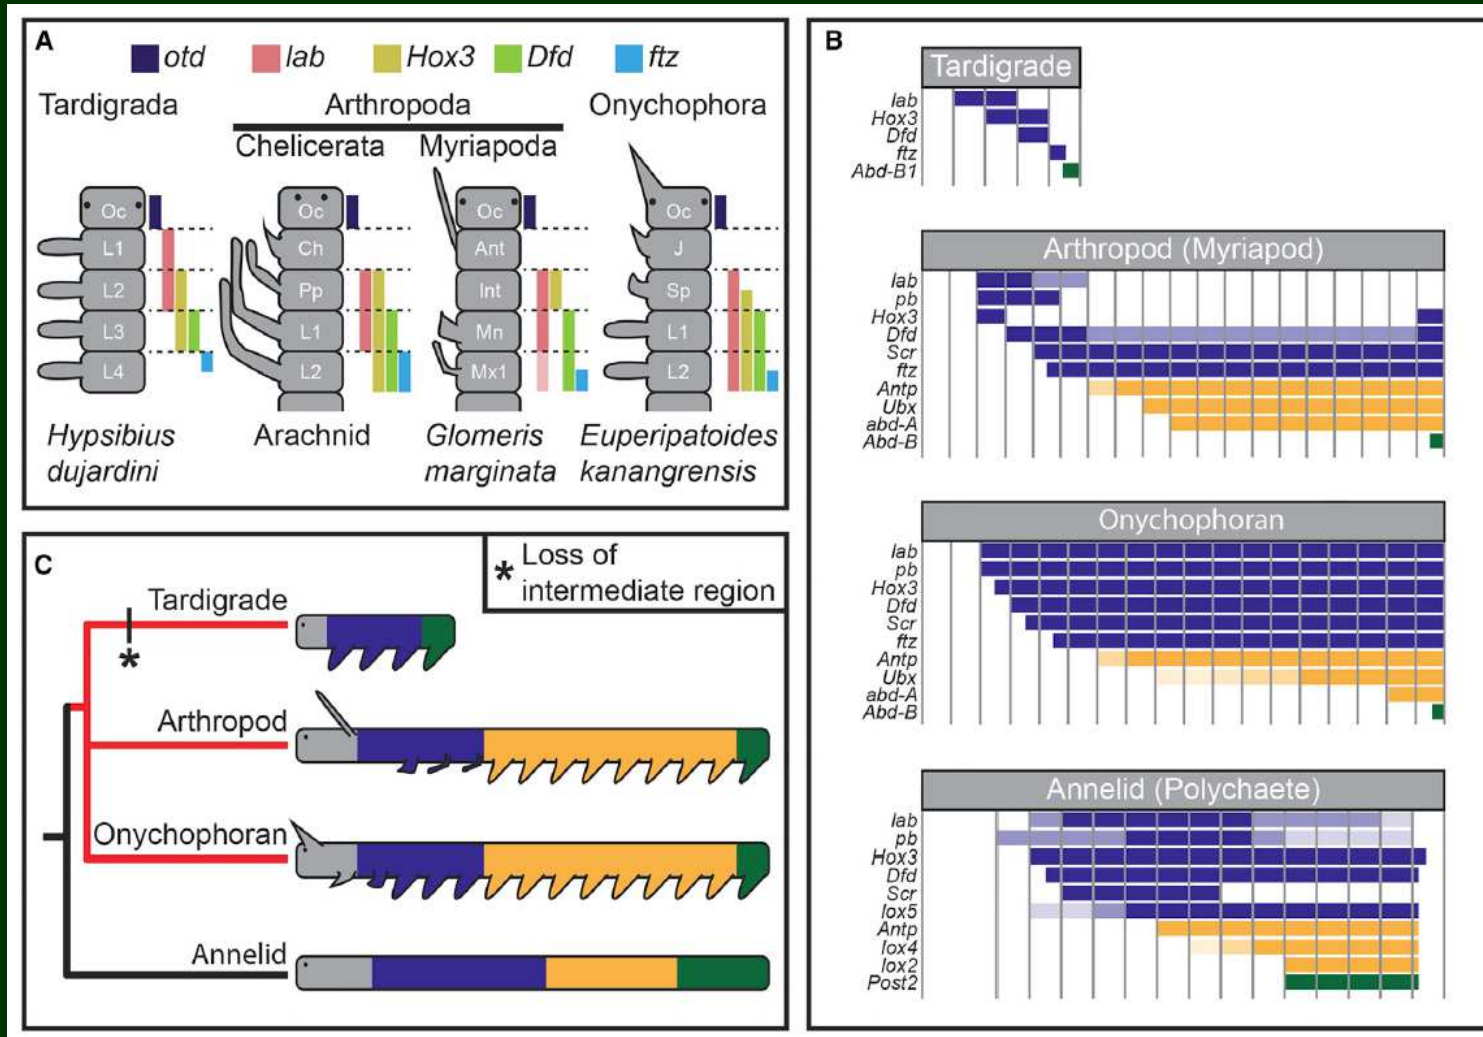 A
otd lab Hox3 Dfd ftz
Tardigrada Arthropoda Onychophora
Chelicerata Myriapoda
Oc Oc Oc Oc
L1 Ch Ant J
L2 Pp Int Sp
L3 L1 Mn L1
L4 L2 Mx1 L2
Hypsibius dujardini
Arachnid
Glomeris marginata
Euperipatoides kanangrensis
B
Tardigrade
lab
Hox3
Dfd
ftz
Abd-B1
Arthropod (Myriapod)
lab
pb
Hox3
Dfd
Scr
ftz
Antp
Ubx
abd-A
Abd-B
Onychophoran
lab
pb
Hox3
Dfd
Scr
ftz
Antp
Ubx
abd-A
Abd-B
Annelid (Polychaete)
lab
pb
Hox3
Dfd
Scr
lox5
Antp
lox4
lox2
Post2
C
* Loss of
intermediate region
Tardigrade
*
Arthropod
Onychophoran
Annelid